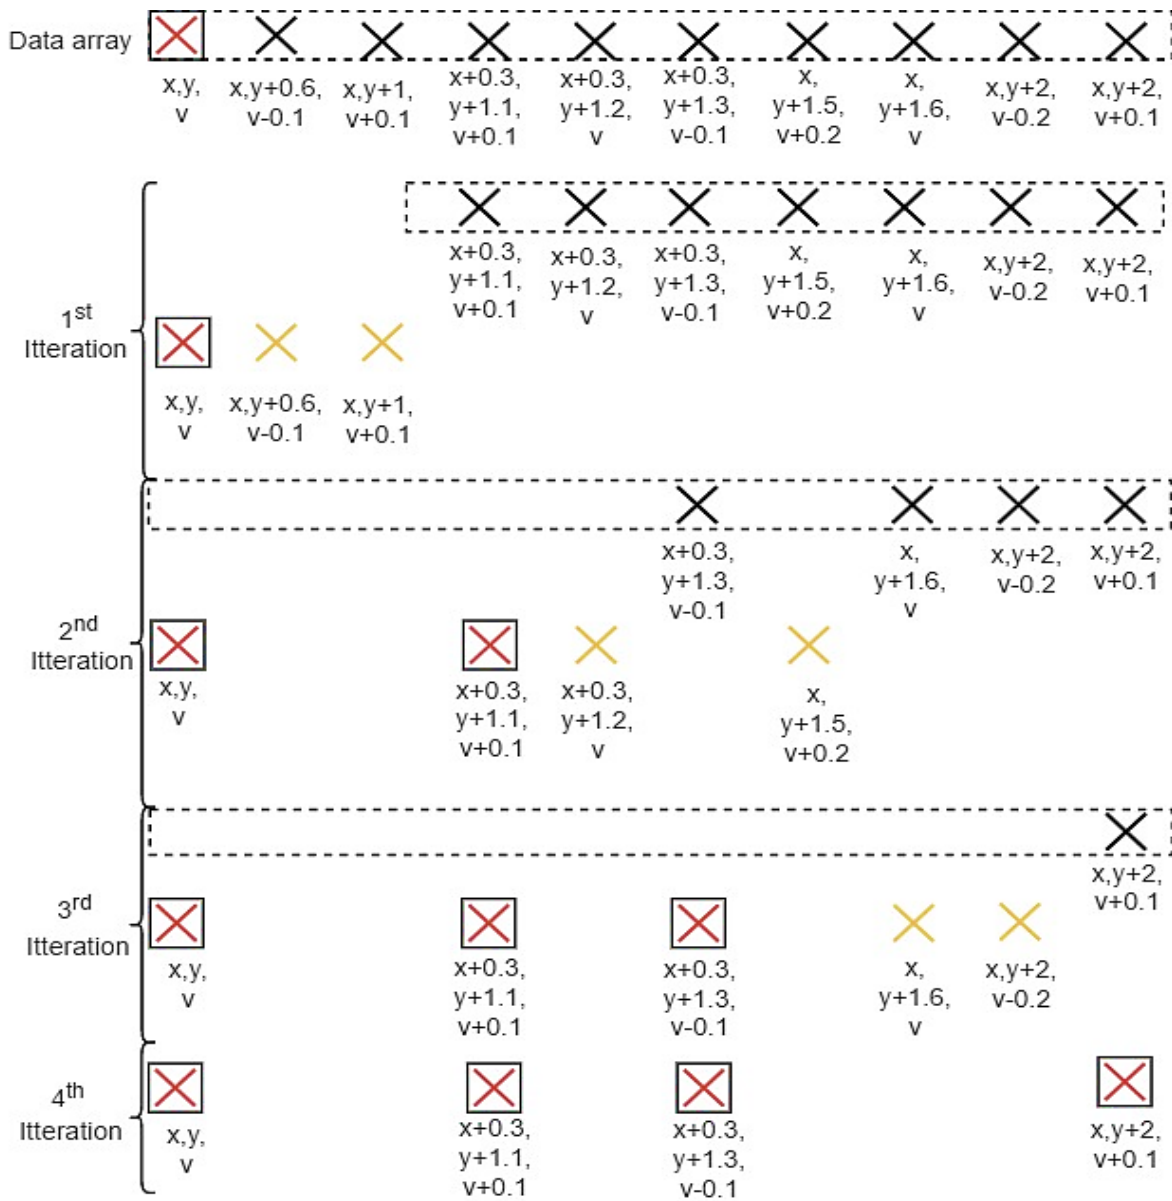 Data array
x,y,
v
x,y+0.6,
v-0.1
x,y+1,
v+0.1
x+0.3,
y+1.1,
v+0.1
x+0.3,
y+1.2,
v
x+0.3,
y+1.3,
v-0.1
x,
y+1.5,
v+0.2
x,
y+1.6,
v
x,y+2,
v-0.2
x,y+2,
v+0.1
1st
Itteration
x+0.3,
y+1.1,
v+0.1
x+0.3,
y+1.2,
v
x+0.3,
y+1.3,
v-0.1
x,
y+1.5,
v+0.2
x,
y+1.6,
v
x,y+2,
v-0.2
x,y+2,
v+0.1
x,y,
v
x,y+0.6,
v-0.1
x,y+1,
v+0.1
2nd
Itteration
x+0.3,
y+1.3,
v-0.1
x,
y+1.6,
v
x,y+2,
v-0.2
x,y+2,
v+0.1
x,y,
v
x+0.3,
y+1.1,
v+0.1
x+0.3,
y+1.2,
v
x,
y+1.5,
v+0.2
3rd
Itteration
x,y+2,
v+0.1
x,y,
v
x+0.3,
y+1.1,
v+0.1
x+0.3,
y+1.3,
v-0.1
x,
y+1.6,
v
x,y+2,
v-0.2
4th
Itteration
x,y,
v
x+0.3,
y+1.1,
v+0.1
x+0.3,
y+1.3,
v-0.1
x,y+2,
v+0.1